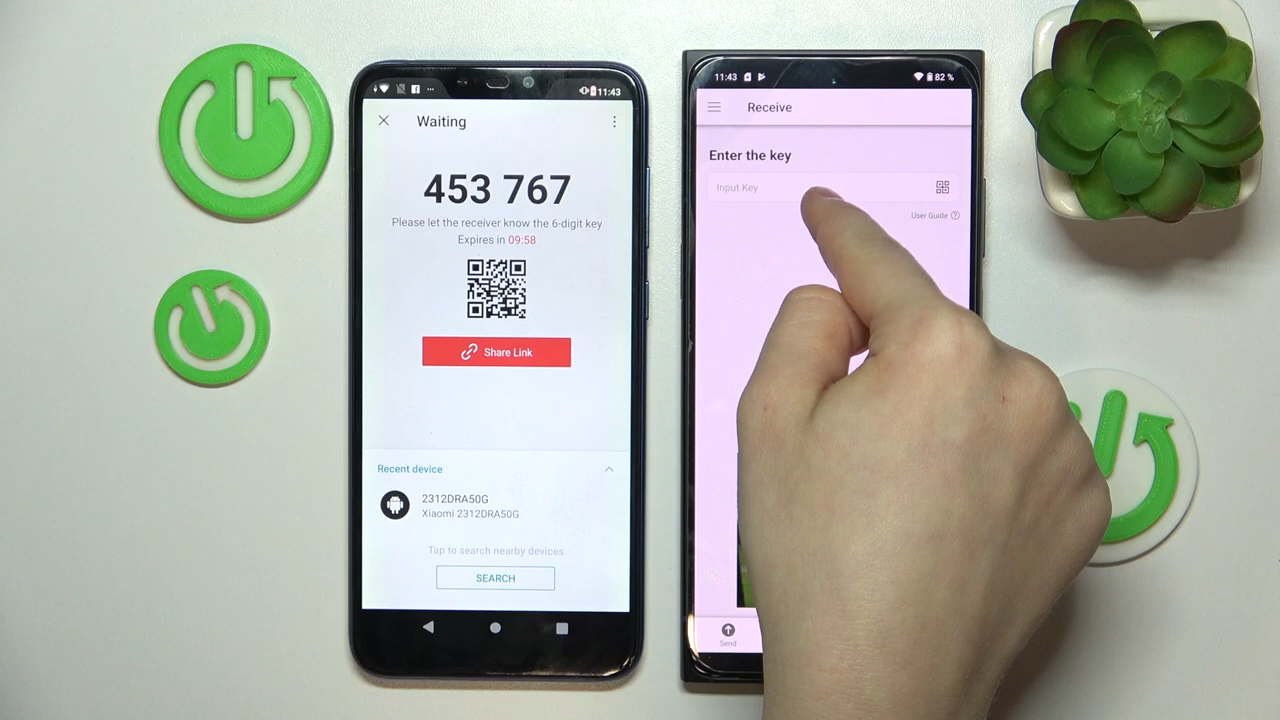 11:43
Waiting
453 767
Please let the receiver know the 6-digit key
Expires in 09:58
Share Link
Recent device
2312DRA50G
Xiaomi 2312DRA50G
Tap to search nearby devices
SEARCH
11:43
82 %
Receive
Enter the key
Input Key
User Guide
Send